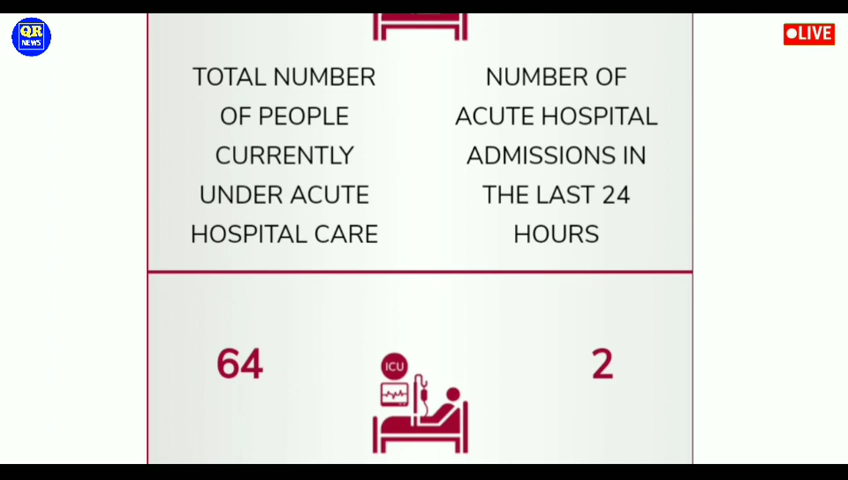 QR
NEWS
LIVE
TOTAL NUMBER
OF PEOPLE
CURRENTLY
UNDER ACUTE
HOSPITAL CARE
NUMBER OF
ACUTE HOSPITAL
ADMISSIONS IN
THE LAST 24
HOURS
64
ICU
2